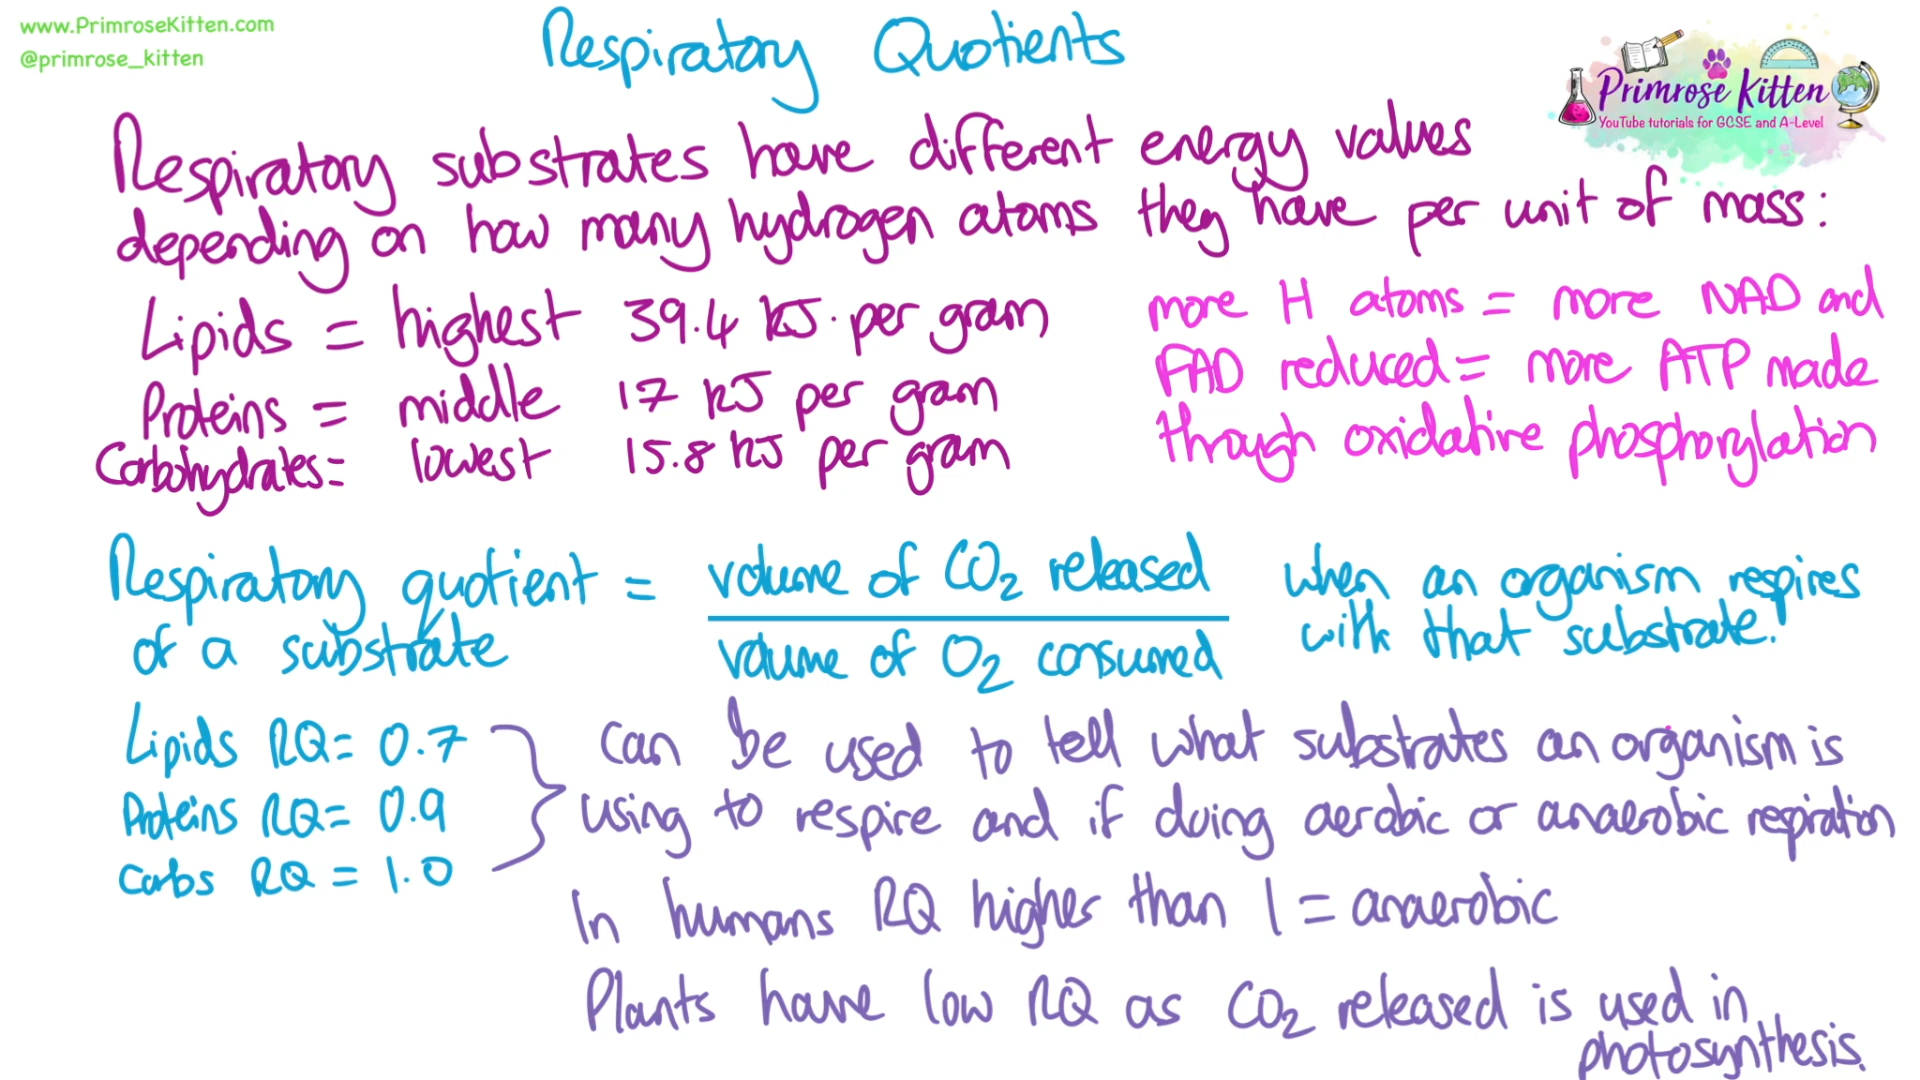 www.PrimroseKitten.com
@primrose_kitten
Respiratory Quotients
Primrose Kitten
YouTube tutorials for GCSE and A-Level
Respiratory substrates have different energy values
depending on how many hydrogen atoms they have per unit of mass:
Lipids = highest 39.4 kJ. per gram
Proteins = middle 17 kJ per gram
Carbohydrates = lowest 15.8 kJ per gram
more H atoms = more NAD and
FAD reduced = more ATP made
through oxidative phosphorylation
Respiratory quotient = volume of CO2 released
of a substrate volume of O2 consumed
when an organism respires
with that substrate.
Lipids RQ = 0.7
Proteins RQ = 0.9
Carbs RQ = 1.0
can be used to tell what substrates an organism is
using to respire and if doing aerobic or anaerobic respiration
In humans RQ higher than 1 = anaerobic
Plants have low RQ as CO2 released is used in
photosynthesis.